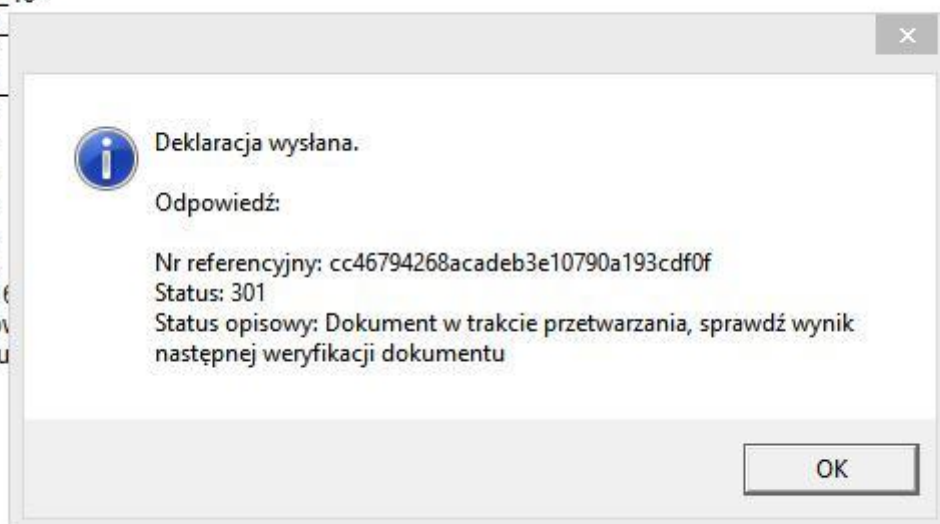 Deklaracja wysłana.
Odpowiedź:
Nr referencyjny: cc46794268acadeb3e10790a193cdf0f
Status: 301
Status opisowy: Dokument w trakcie przetwarzania, sprawdź wynik
następnej weryfikacji dokumentu
OK